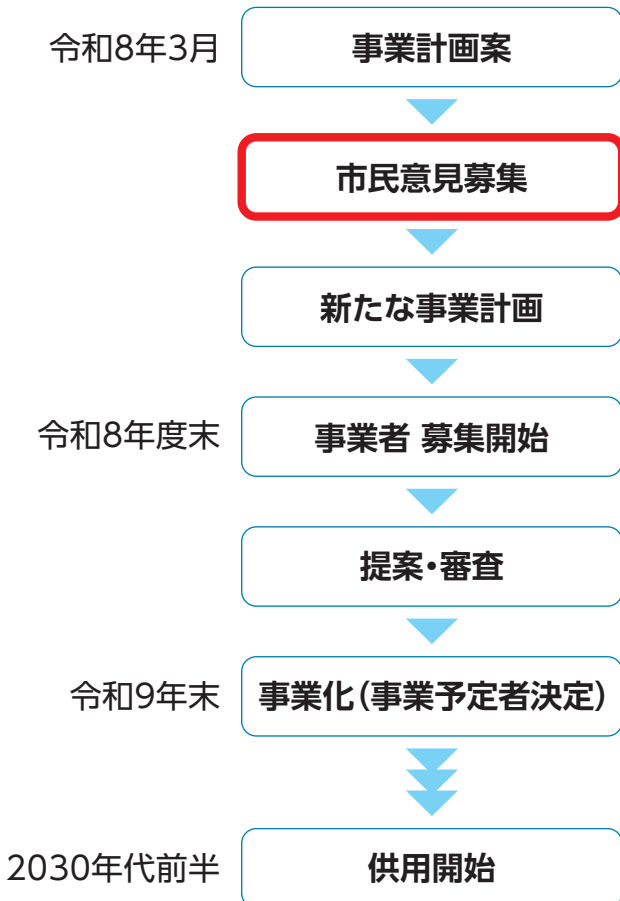 令和8年3月 事業計画案
市民意見募集
新たな事業計画
令和8年度末 事業者 募集開始
提案・審査
令和9年末 事業化(事業予定者決定)
2030年代前半 供用開始